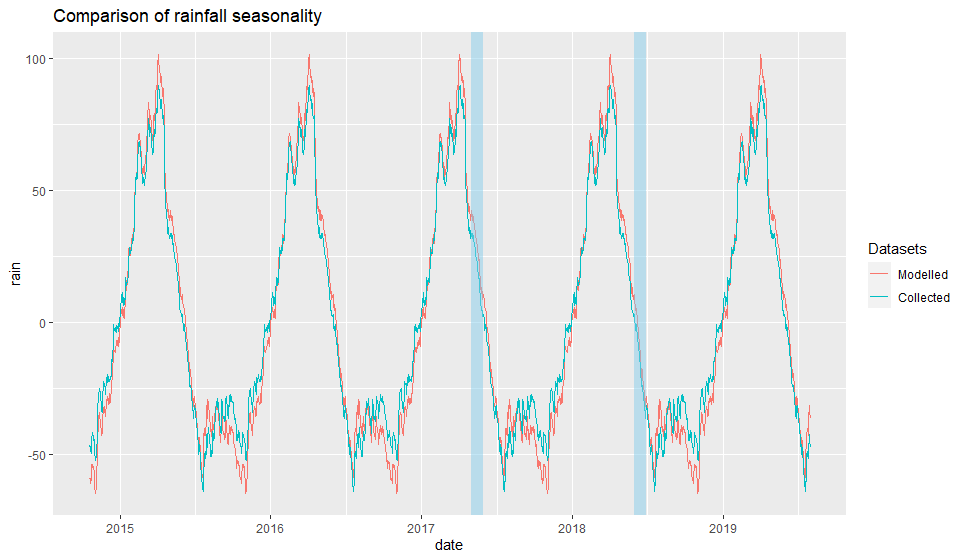 Comparison of rainfall seasonality
100
50
0
-50
rain
2015 2016 2017 2018 2019
date
Datasets
Modelled
Collected